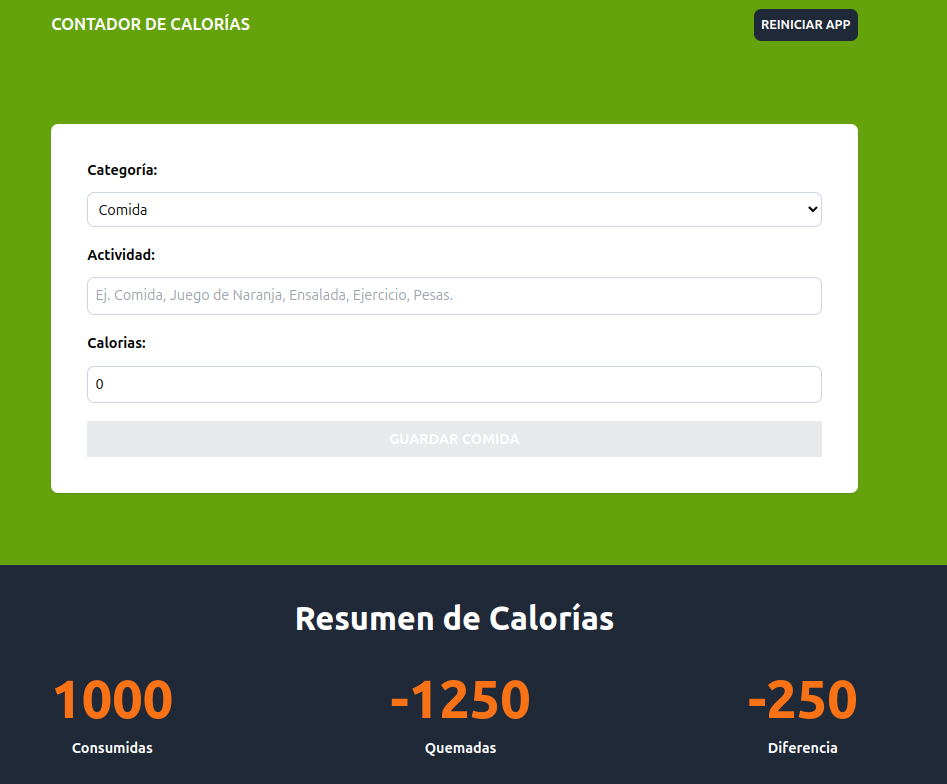 CONTADOR DE CALORÍAS
REINICIAR APP
Categoría:
Comida
Actividad:
Ej. Comida, Juego de Naranja, Ensalada, Ejercicio, Pesas.
Calorias:
0
GUARDAR COMIDA
Resumen de Calorías
1000 -1250 -250
Consumidas Quemadas Diferencia